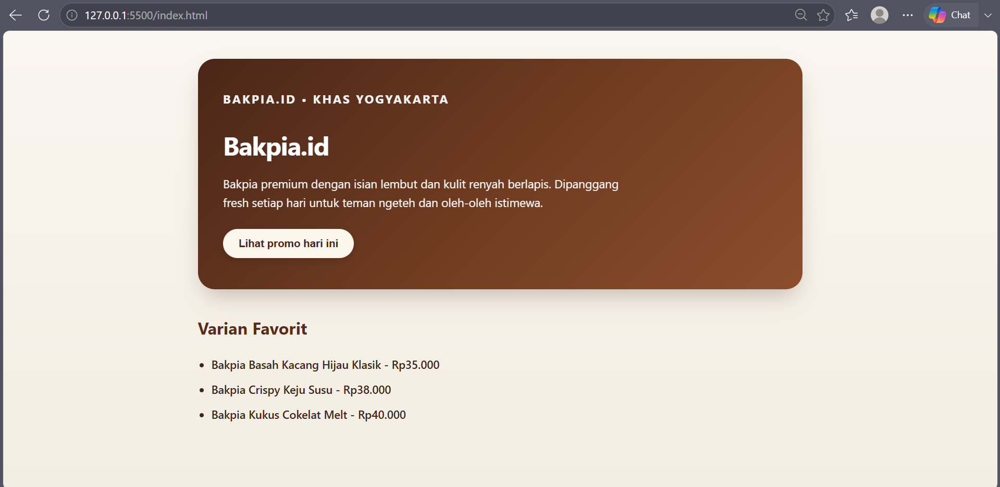 127.0.0.1:5500/index.html
Chat
BAKPIA.ID • KHAS YOGYAKARTA
Bakpia.id
Bakpia premium dengan isian lembut dan kulit renyah berlapis. Dipanggang
fresh setiap hari untuk teman ngeteh dan oleh-oleh istimewa.
Lihat promo hari ini
Varian Favorit
• Bakpia Basah Kacang Hijau Klasik - Rp35.000
• Bakpia Crispy Keju Susu - Rp38.000
• Bakpia Kukus Cokelat Melt - Rp40.000